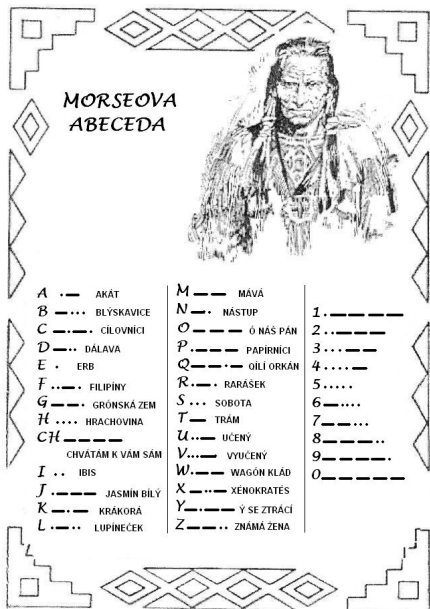 MORSEOVA
ABECEDA
A .— AKÁT
B —... BLÝSKAVICE
C —.—. CÍLOVNÍCI
D —.. DÁLAVA
E . ERB
F ..—. FILIPÍNY
G ——. GRÓNSKÁ ZEM
H .... HRACHOVINA
CH ————
CHVÁTÁM K VÁM SÁM
I .. IBIS
J .——— JASMÍN BÍLÝ
K —.— KRÁKORÁ
L .—.. LUPÍNEČEK
M —— MÁVÁ
N —. NÁSTUP
O ——— Ó NÁŠ PÁN
P .——. PAPÍRNÍCI
Q ——.— QÍLÍ ORKÁN
R .—. RARÁŠEK
S ... SOBOTA
T — TRÁM
U ..— UČENÝ
V ...— VYUČENÝ
W .—— WAGÓN KLÁD
X —..— XÉNOKRATÉS
Y —.—— Ý SE ZTRÁCÍ
Z ——.. ZNÁMÁ ŽENA
1 .————
2 ..———
3 ...——
4 ....—
5 .....
6 —....
7 ——...
8 ———..
9 ————.
0 —————